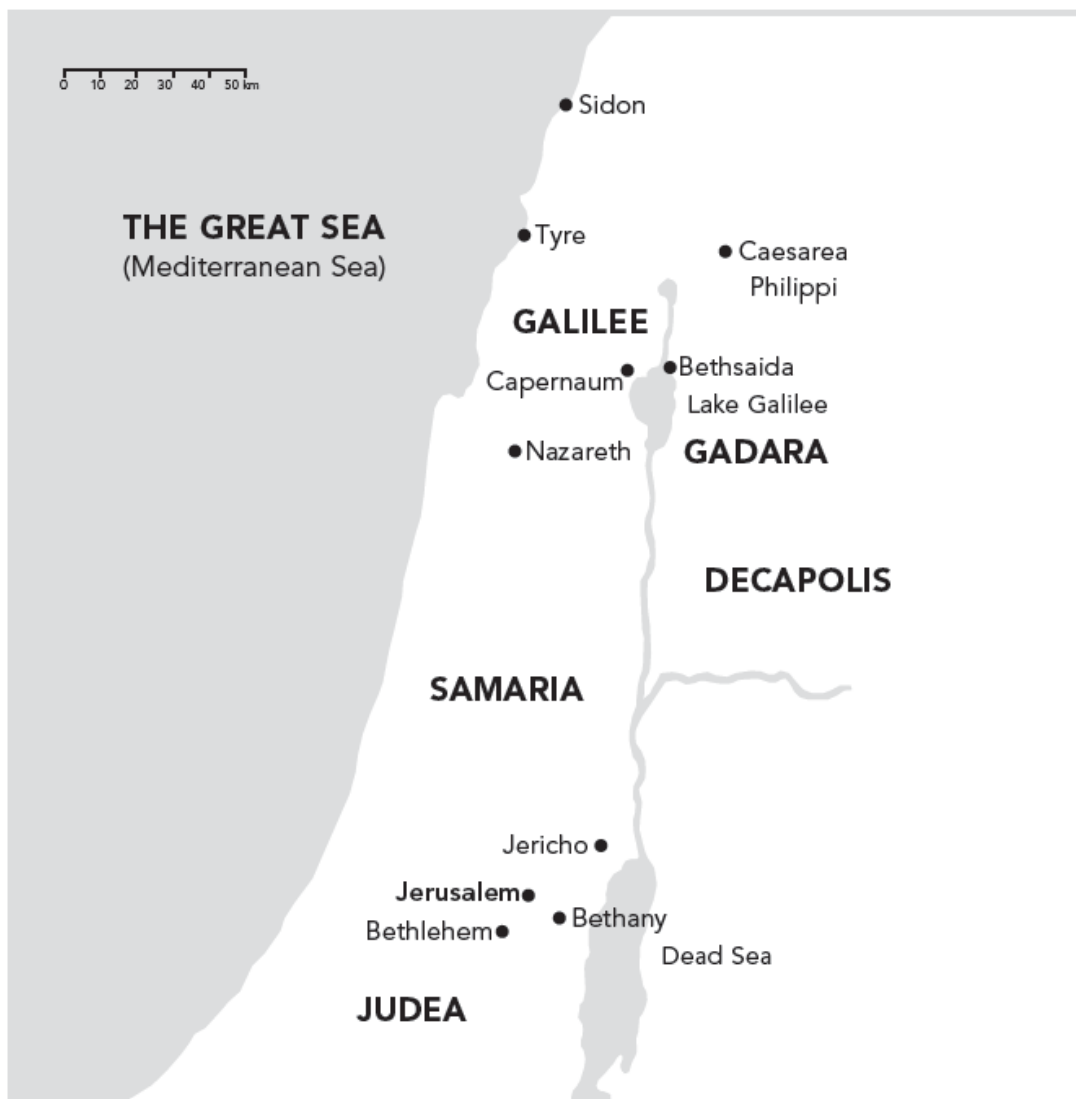 0 10 20 30 40 50 km
Sidon
THE GREAT SEA
(Mediterranean Sea)
Tyre
Caesarea
Philippi
GALILEE
Capernaum
Bethsaida
Lake Galilee
Nazareth
GADARA
DECAPOLIS
SAMARIA
Jericho
Jerusalem
Bethany
Bethlehem
Dead Sea
JUDEA